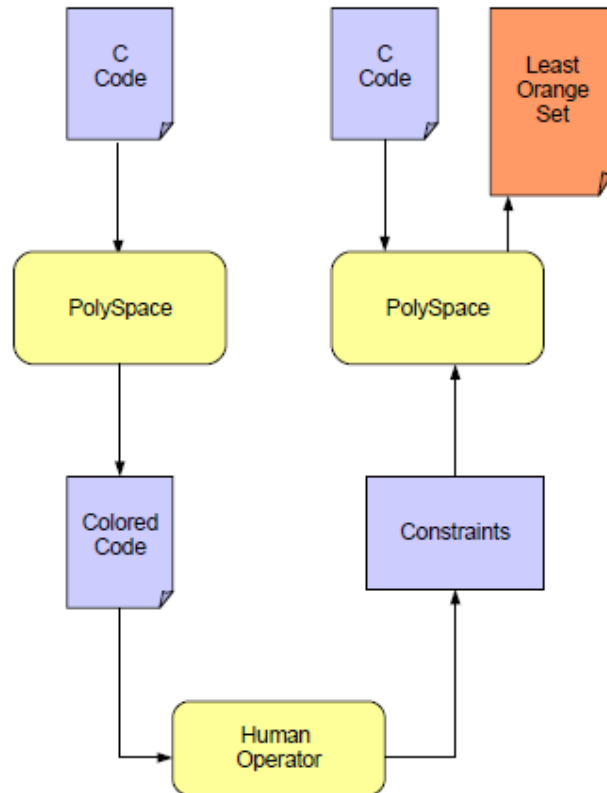 C
Code
C
Code
Least
Orange
Set
PolySpace
PolySpace
Colored
Code
Constraints
Human
Operator